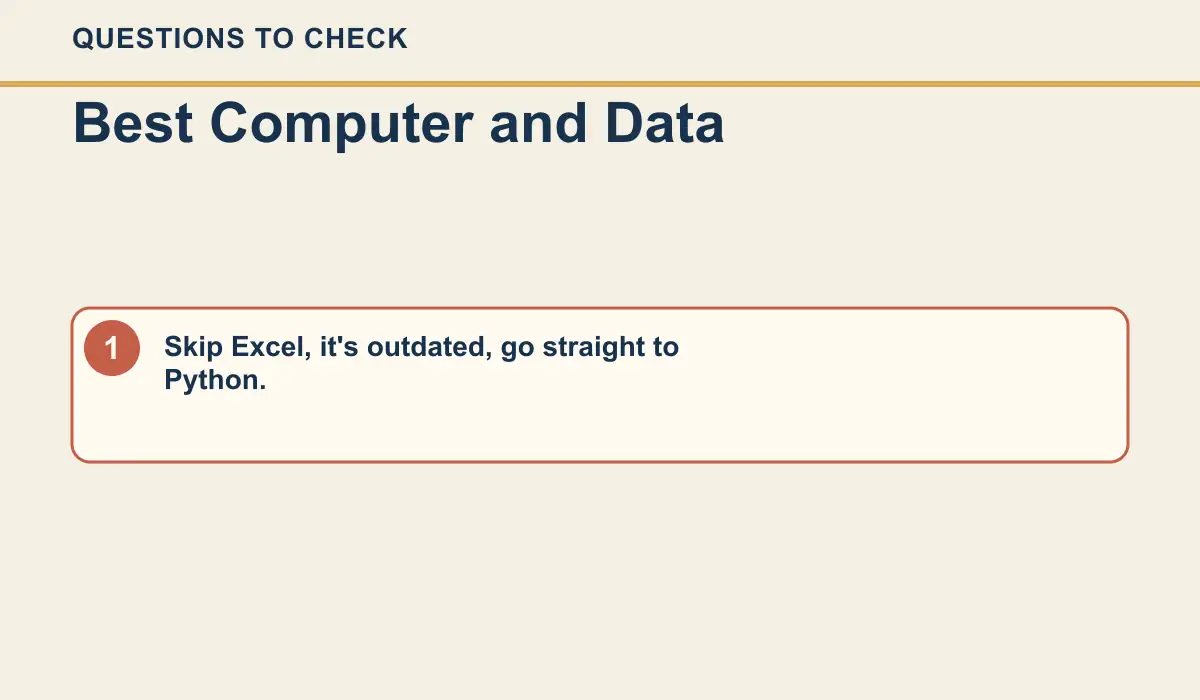 QUESTIONS TO CHECK
Best Computer and Data
1
Skip Excel, it's outdated, go straight to
Python.